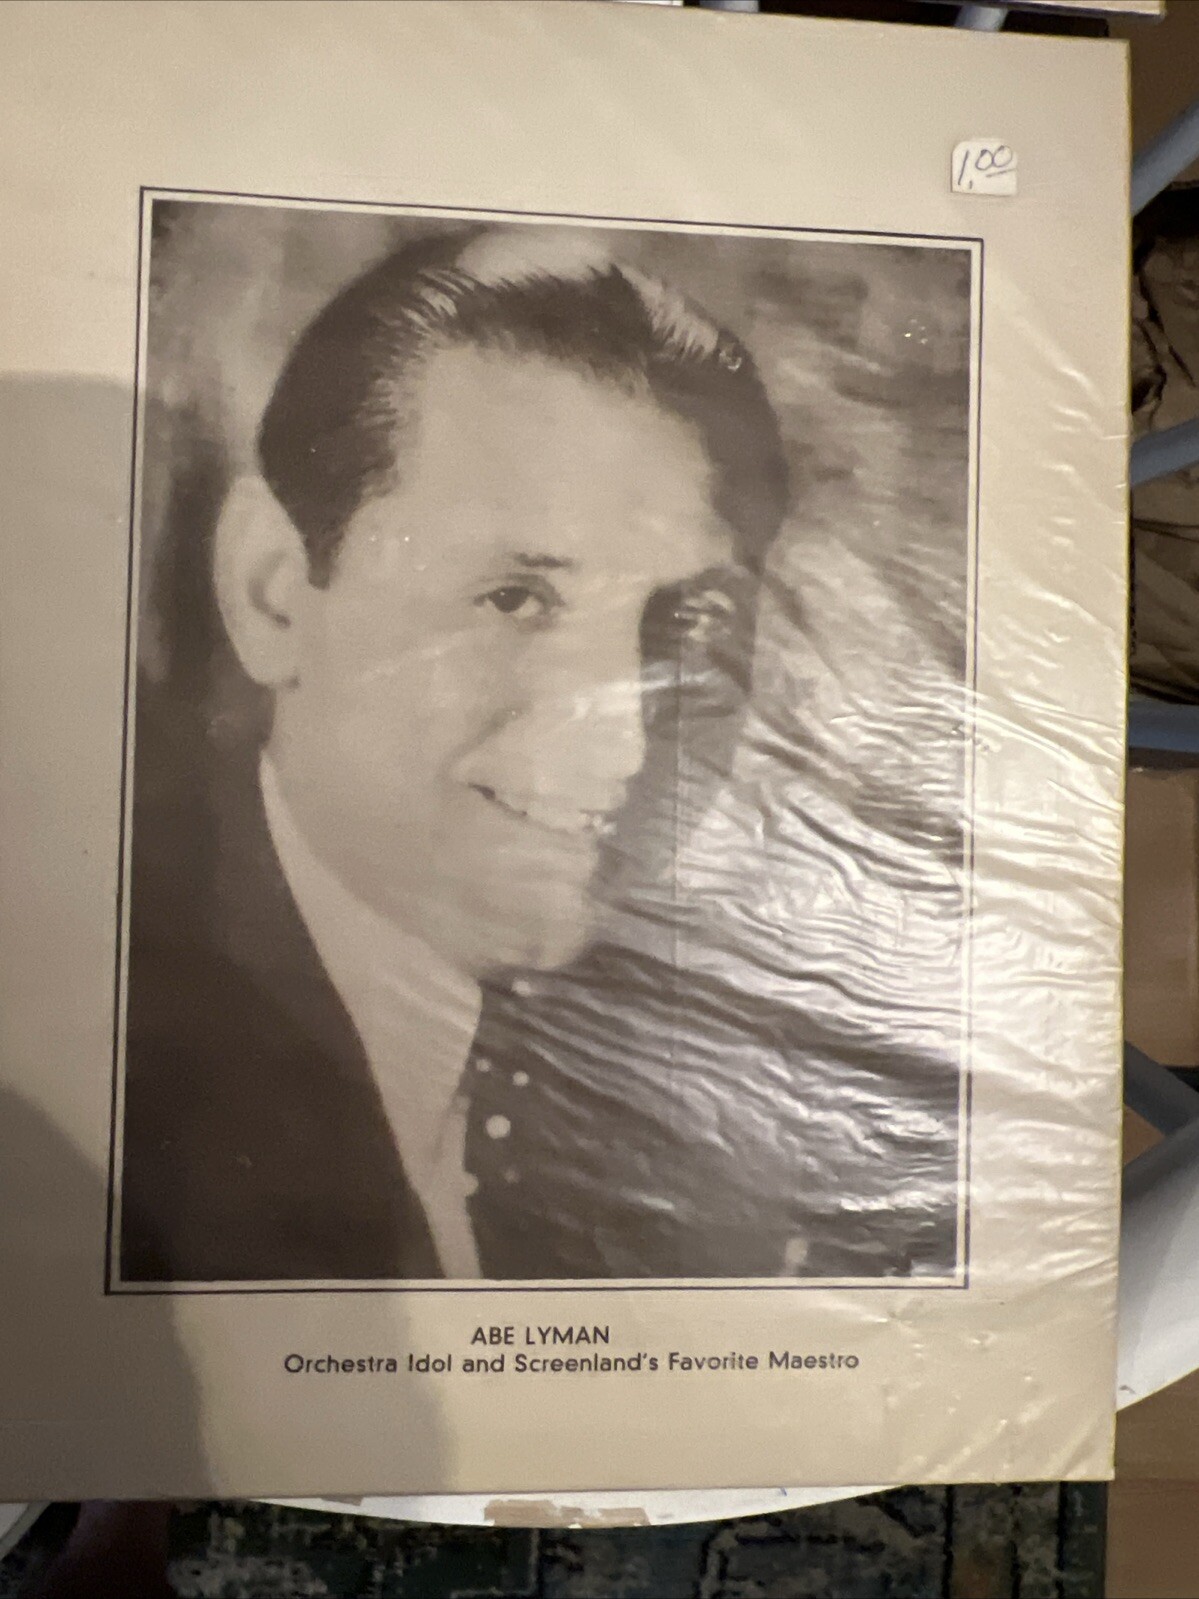 1.00
ABE LYMAN
Orchestra Idol and Screenland's Favorite Maestro